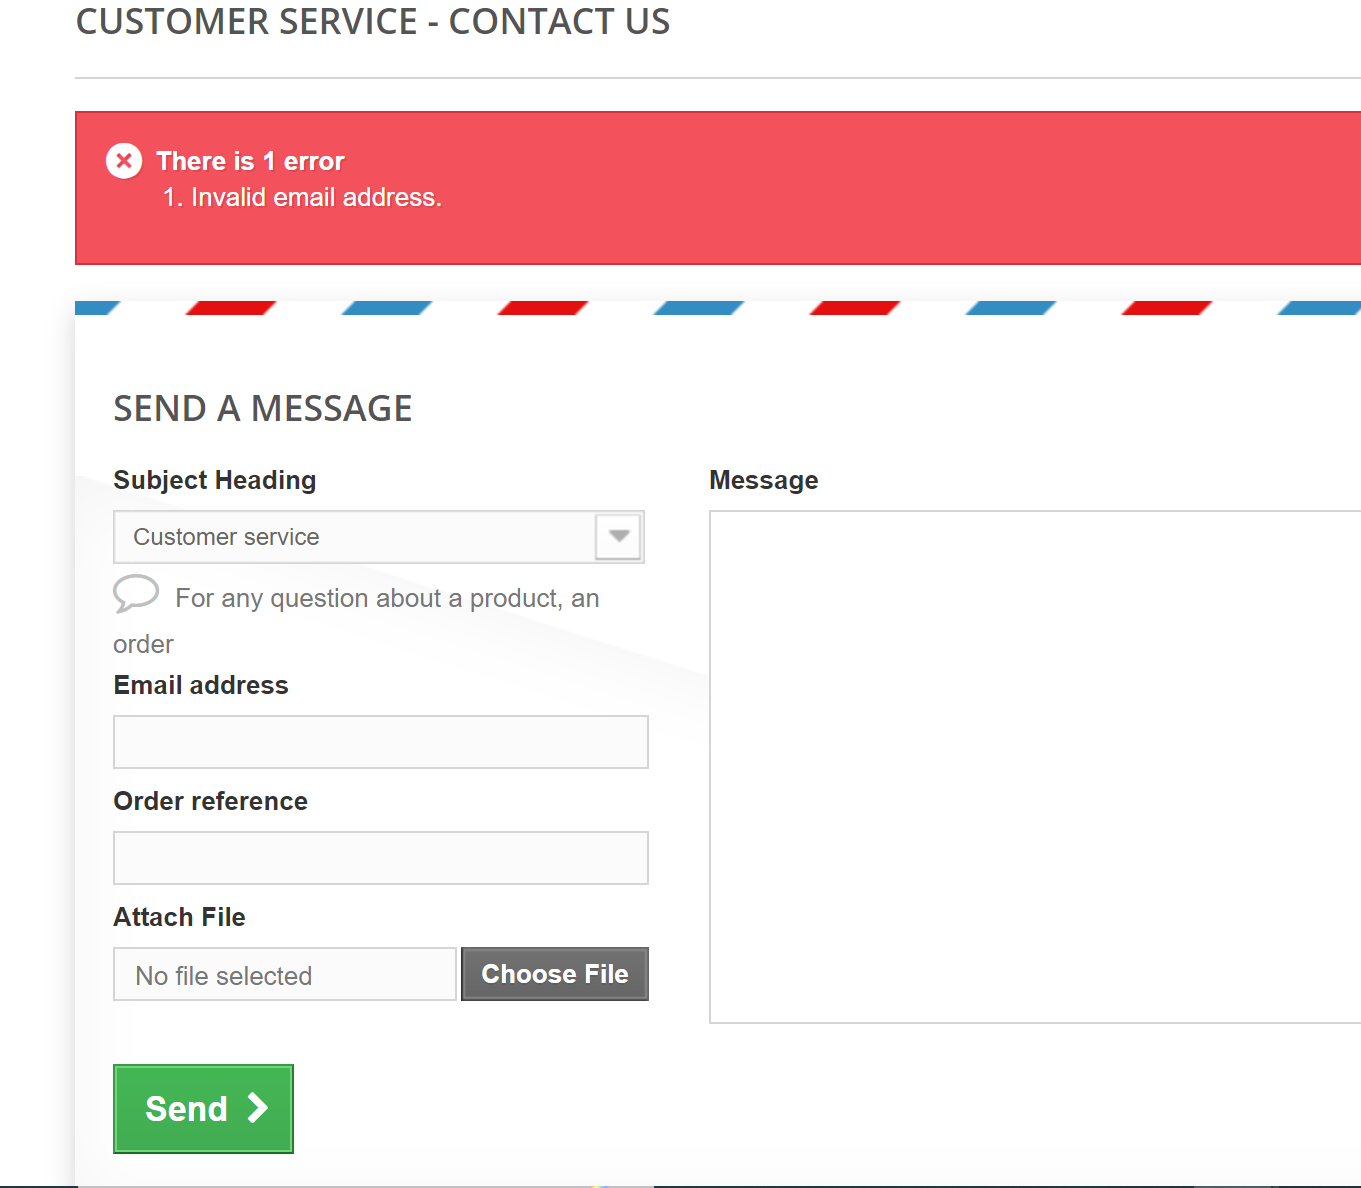 CUSTOMER SERVICE - CONTACT US
There is 1 error
1. Invalid email address.
SEND A MESSAGE
Subject Heading
Customer service
For any question about a product, an
order
Email address
Order reference
Attach File
No file selected
Choose File
Send
Message